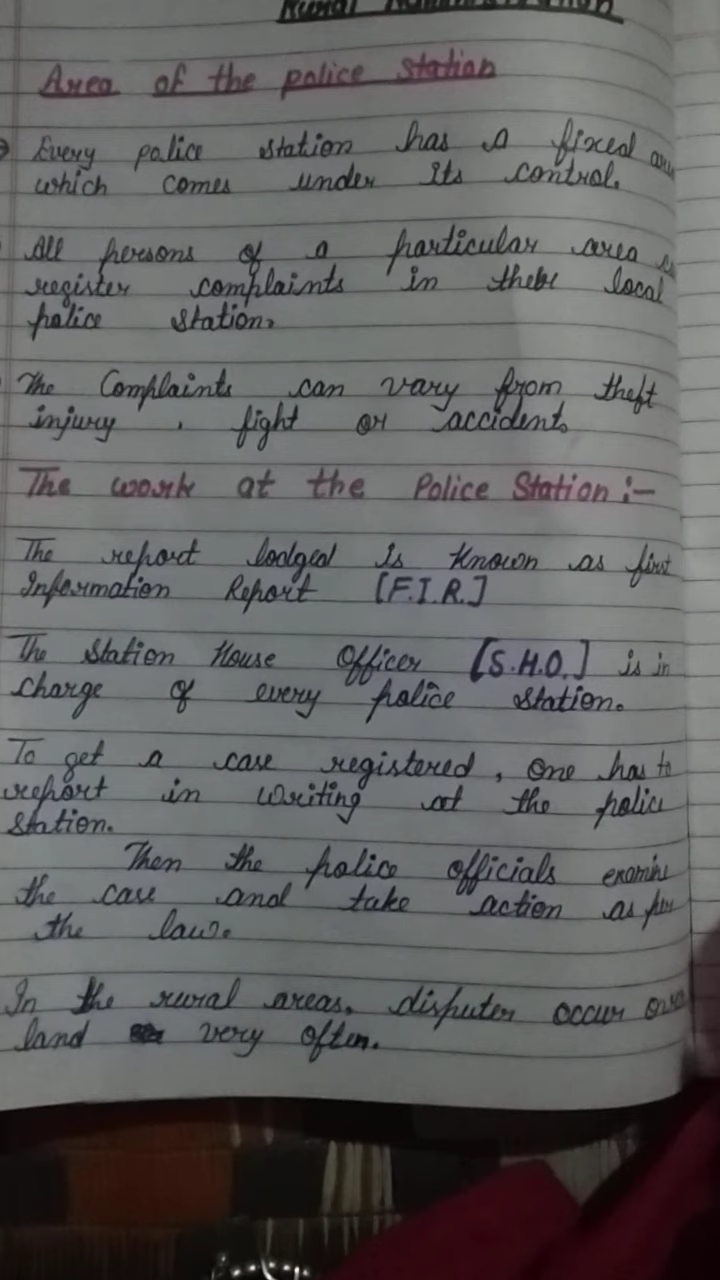 Rural Administration
Area of the police station
Every police station has a fixed area
which comes under its control.
All persons of a particular area
register complaints in their local
police station.
The Complaints can vary from theft
injury , fight or accident.
The work at the Police Station :-
The report lodged is known as first
Information Report [F.I.R.]
The Station House Officer [S.H.O.] is in
charge of every police station.
To get a case registered , one has to
report in writing at the police
station.
Then the police officials examine
the case and take action as per
the law.
In the rural areas, disputes occur over
land very often.